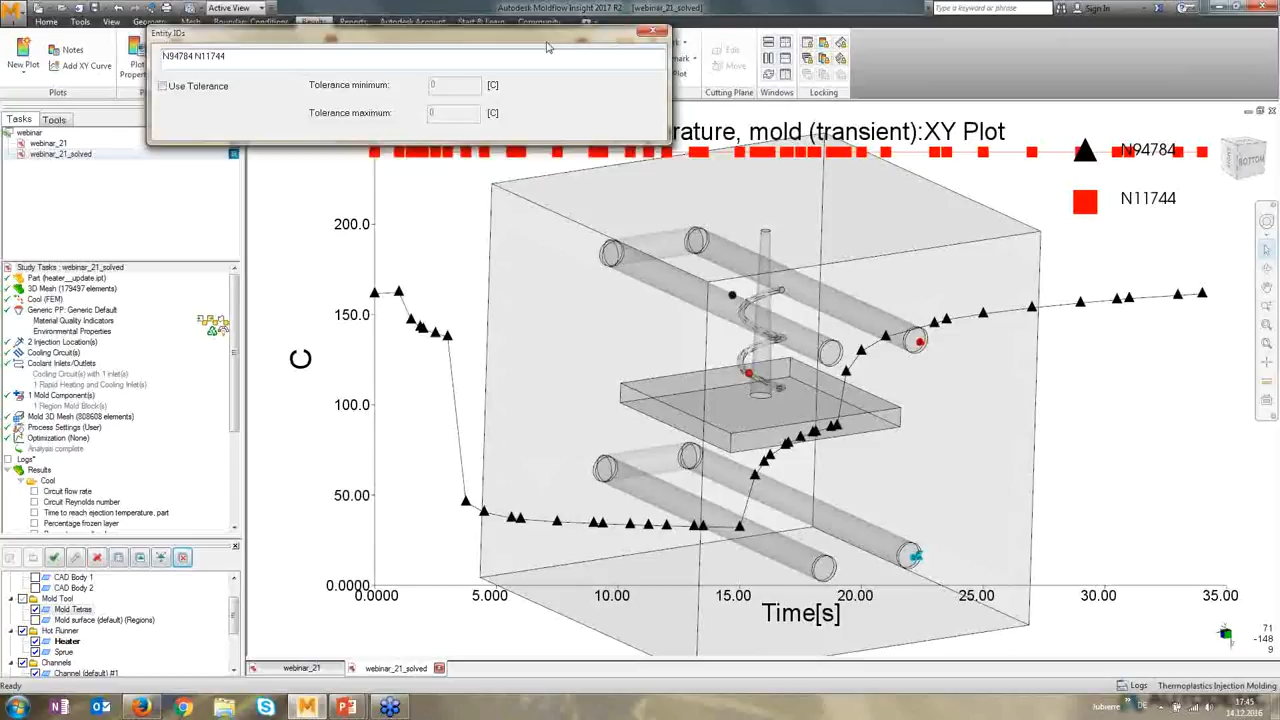 Active View
Autodesk Moldflow Insight 2017 R2
[webinar_21_solved]
Type a keyword or phrase
Sign In
Home
Tools
View
Mesh
Boundary Conditions
Results
Reports
Autodesk Account
Start & Learn
Community
Notes
New Plot
Add XY Curve
Plot
Plots
Edit
Move
Cutting Plane
Windows
Locking
Entity IDs
N94784 N11744
Use Tolerance
Tolerance minimum:
0
[C]
Tolerance maximum:
0
[C]
Tasks
Tools
webinar
webinar_21
webinar_21_solved
Study Tasks: webinar_21_solved
Part (heater__update.ipt)
3D Mesh (179497 elements)
Cool (FEM)
Generic PP: Generic Default
Material Quality Indicators
Environmental Properties
2 Injection Location(s)
Cooling Circuit(s)
Coolant Inlets/Outlets
Cooling Circuit(s) with 1 inlet(s)
1 Rapid Heating and Cooling Inlet(s)
1 Mold Component(s)
1 Region Mold Block(s)
Mold 3D Mesh (808608 elements)
Process Settings (User)
Optimization (None)
Analysis complete
Logs*
Results
Cool
Circuit flow rate
Circuit Reynolds number
Time to reach ejection temperature, part
Percentage frozen layer
CAD Body 1
CAD Body 2
Mold Tool
Mold Tetras
Mold surface (default) (Regions)
Hot Runner
Heater
Sprue
Channels
Channel (default) #1
rature, mold (transient):XY Plot
N94784
N11744
BOTTOM
200.0
150.0
100.0
50.00
0.0000
C
0.0000
5.000
10.00
15.00
20.00
25.00
30.00
35.00
Time[s]
71
-148
9
webinar_21
webinar_21_solved
Ready
Logs
Thermoplastics Injection Molding
Jubierre
DE
17:45
14.12.2016